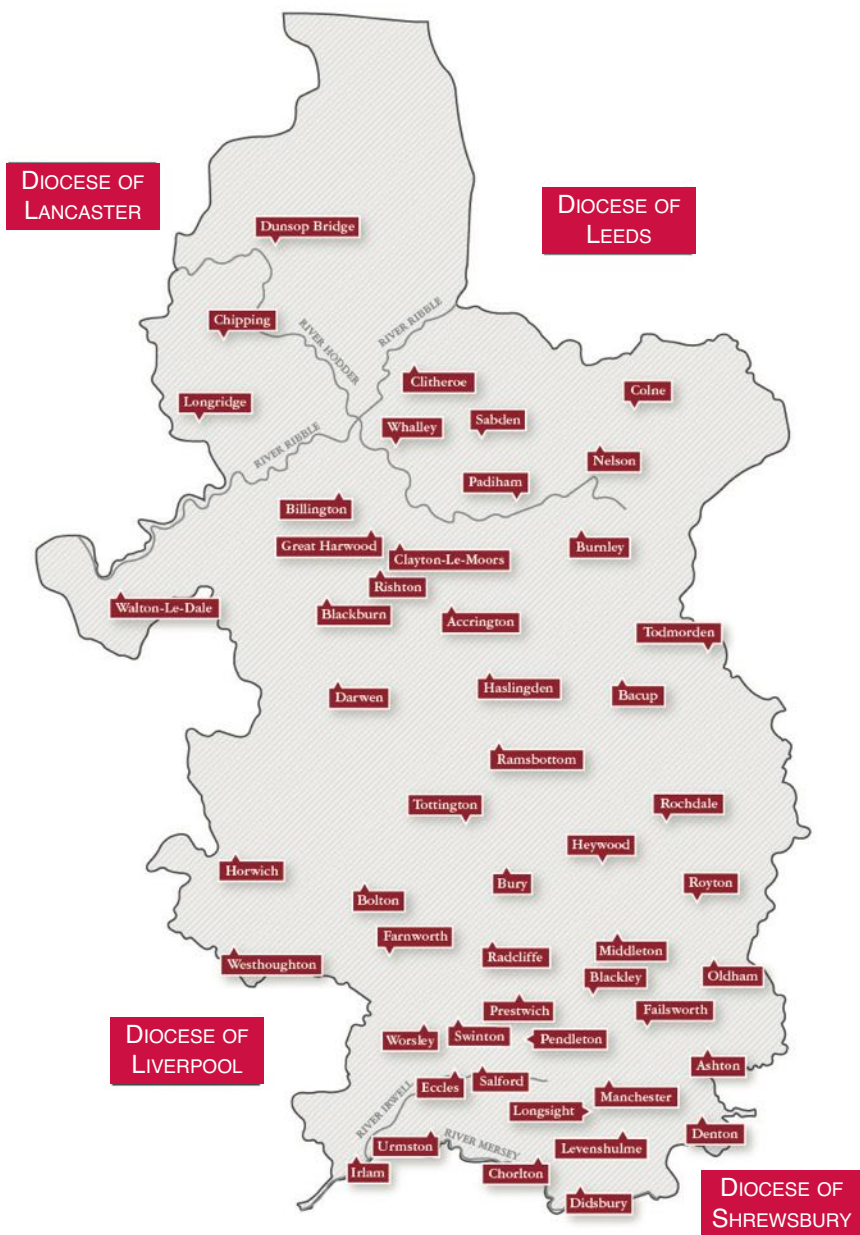 DIOCESE OF
LANCASTER
DIOCESE OF
LEEDS
Dunsop Bridge
Chipping
RIVER HODDER
RIVER RIBBLE
Clitheroe
Colne
Longridge
Sabden
Whalley
RIVER RIBBLE
Nelson
Padiham
Billington
Great Harwood
Clayton-Le-Moors
Burnley
Rishton
Walton-Le-Dale
Blackburn
Accrington
Todmorden
Darwen
Haslingden
Bacup
Ramsbottom
Tottington
Rochdale
Heywood
Horwich
Bury
Royton
Bolton
Farnworth
Radcliffe
Middleton
Westhoughton
Blackley
Oldham
Prestwich
Failsworth
DIOCESE OF
LIVERPOOL
Worsley
Swinton
Pendleton
Ashton
Eccles
Salford
Manchester
Longsight
RIVER IRWELL
Urmston
RIVER MERSEY
Levenshulme
Denton
Irlam
Chorlton
Didsbury
DIOCESE OF
SHREWSBURY